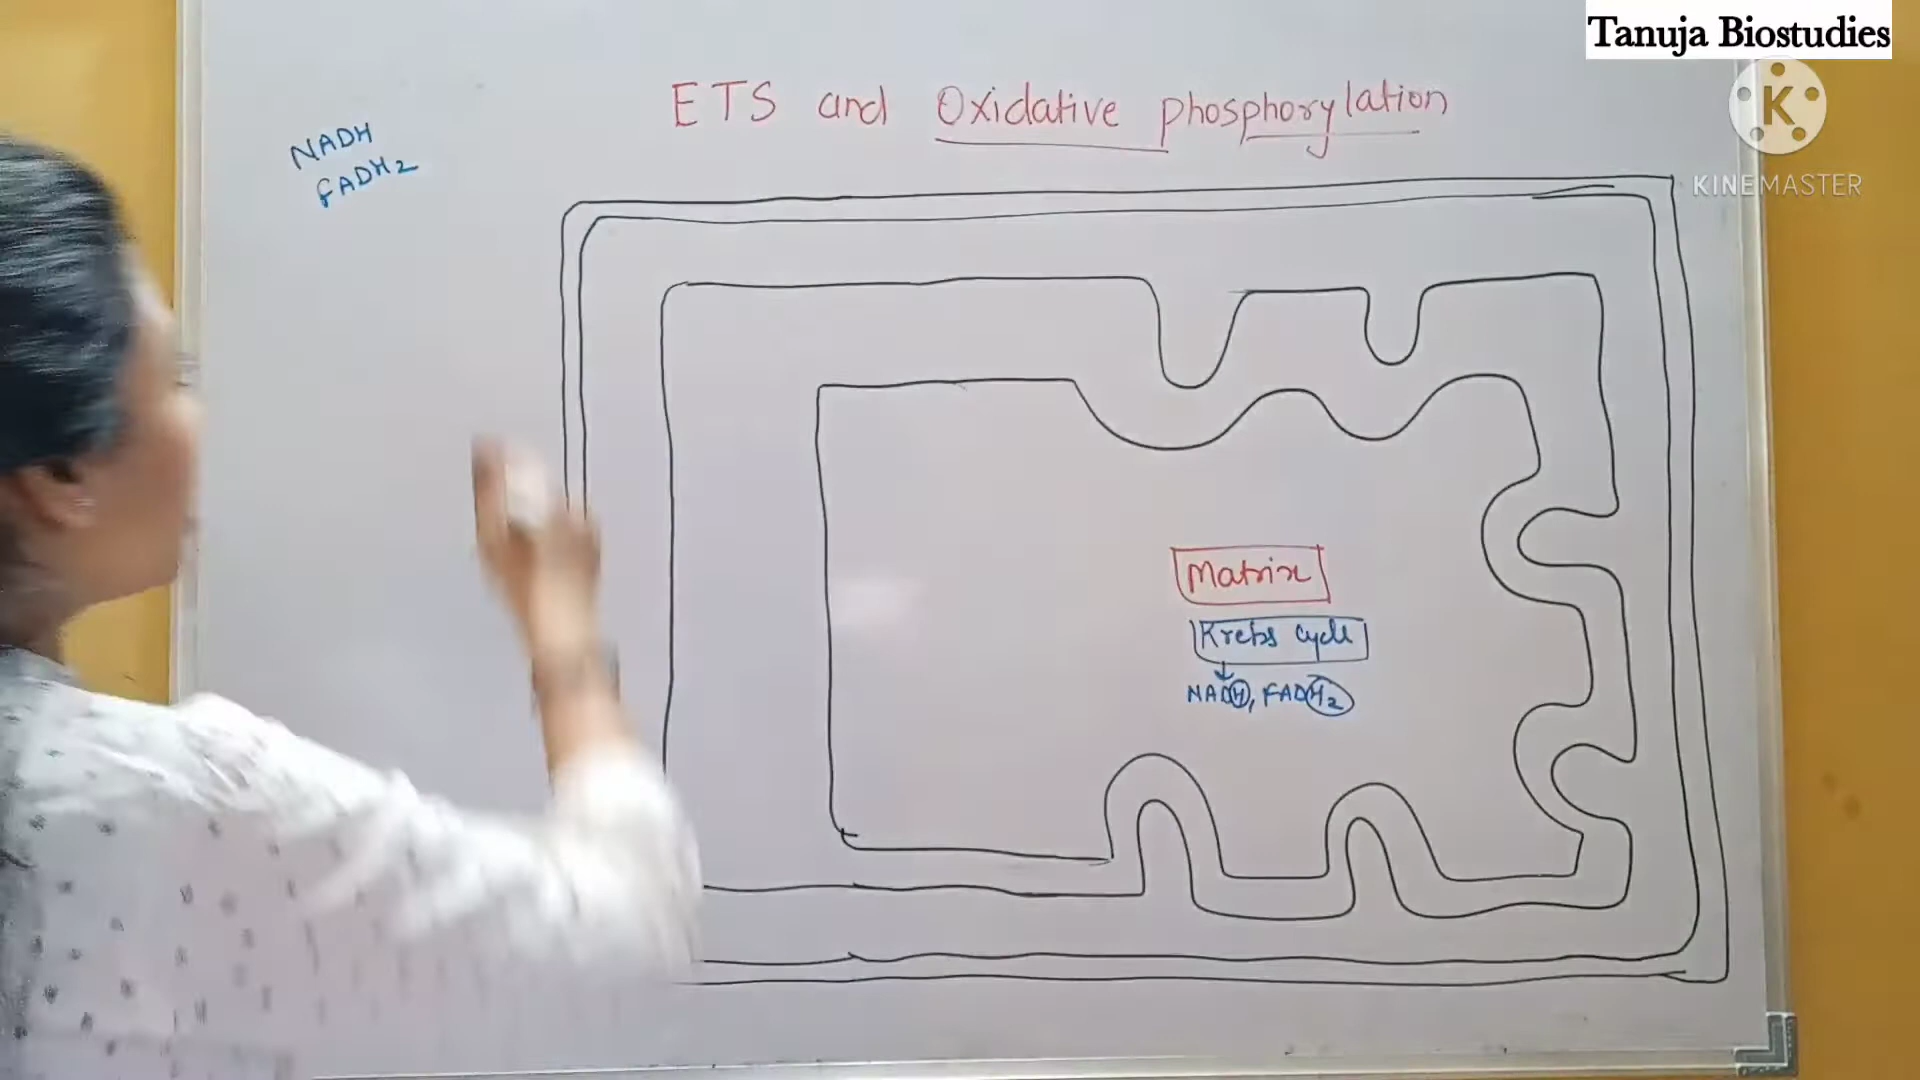 Tanuja Biostudies
ETS and Oxidative phosphorylation
K
KINEMASTER
NADH
FADH2
Matrix
Krebs cycle
NADH, FADH2